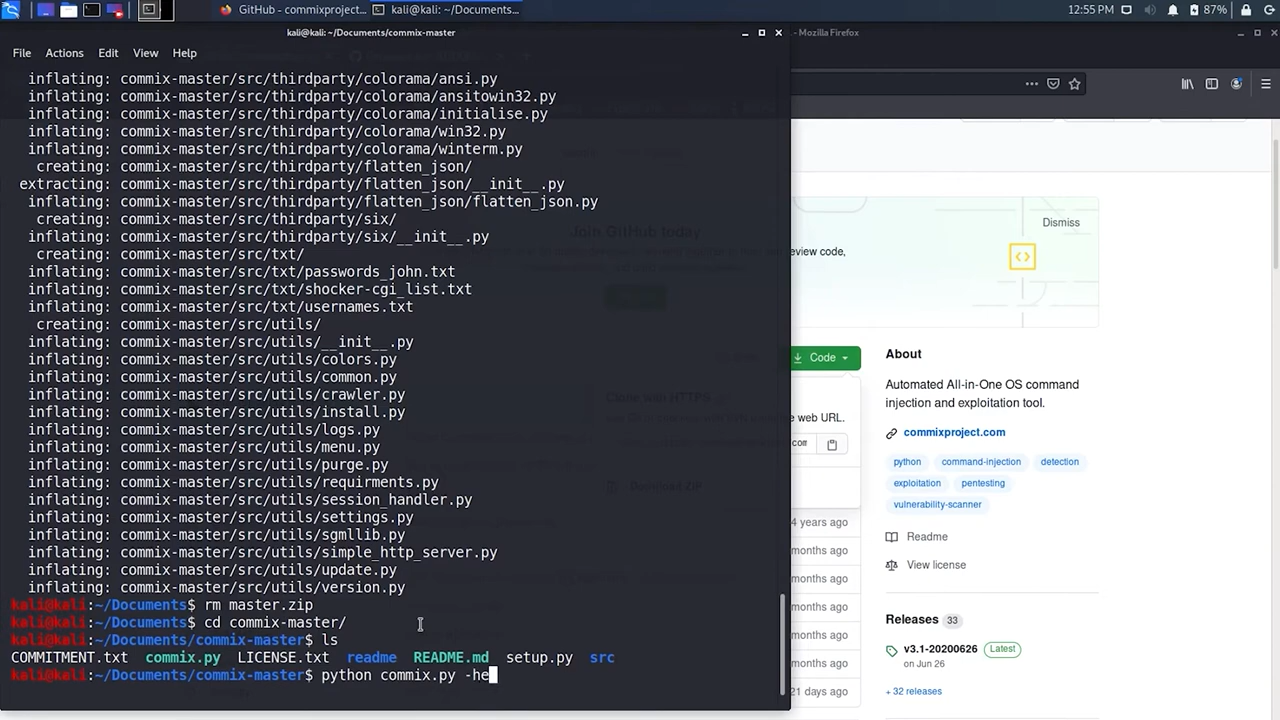 GitHub - commixproject...
kali@kali: ~/Documents...
12:55 PM
87%
kali@kali: ~/Documents/commix-master
- Mozilla Firefox
File Actions Edit View Help
inflating: commix-master/src/thirdparty/colorama/ansi.py
inflating: commix-master/src/thirdparty/colorama/ansitowin32.py
inflating: commix-master/src/thirdparty/colorama/initialise.py
inflating: commix-master/src/thirdparty/colorama/win32.py
inflating: commix-master/src/thirdparty/colorama/winterm.py
creating: commix-master/src/thirdparty/flatten_json/
extracting: commix-master/src/thirdparty/flatten_json/__init__.py
inflating: commix-master/src/thirdparty/flatten_json/flatten_json.py
creating: commix-master/src/thirdparty/six/
inflating: commix-master/src/thirdparty/six/__init__.py
creating: commix-master/src/txt/
inflating: commix-master/src/txt/passwords_john.txt
inflating: commix-master/src/txt/shocker-cgi_list.txt
inflating: commix-master/src/txt/usernames.txt
creating: commix-master/src/utils/
inflating: commix-master/src/utils/__init__.py
inflating: commix-master/src/utils/colors.py
inflating: commix-master/src/utils/common.py
inflating: commix-master/src/utils/crawler.py
inflating: commix-master/src/utils/install.py
inflating: commix-master/src/utils/logs.py
inflating: commix-master/src/utils/menu.py
inflating: commix-master/src/utils/purge.py
inflating: commix-master/src/utils/requirments.py
inflating: commix-master/src/utils/session_handler.py
inflating: commix-master/src/utils/settings.py
inflating: commix-master/src/utils/sgmllib.py
inflating: commix-master/src/utils/simple_http_server.py
inflating: commix-master/src/utils/update.py
inflating: commix-master/src/utils/version.py
kali@kali:~/Documents$ rm master.zip
kali@kali:~/Documents$ cd commix-master/
kali@kali:~/Documents/commix-master$ ls
COMMITMENT.txt commix.py LICENSE.txt readme README.md setup.py src
kali@kali:~/Documents/commix-master$ python commix.py -he
Join GitHub today
Clone with HTTPS
Download ZIP
Dismiss
view code,
Code
web URL.
com
4 years ago
months ago
months ago
months ago
months ago
months ago
21 days ago
About
Automated All-in-One OS command
injection and exploitation tool.
commixproject.com
python command-injection detection
exploitation pentesting
vulnerability-scanner
Readme
View license
Releases 33
v3.1-20200626 Latest
on Jun 26
+ 32 releases